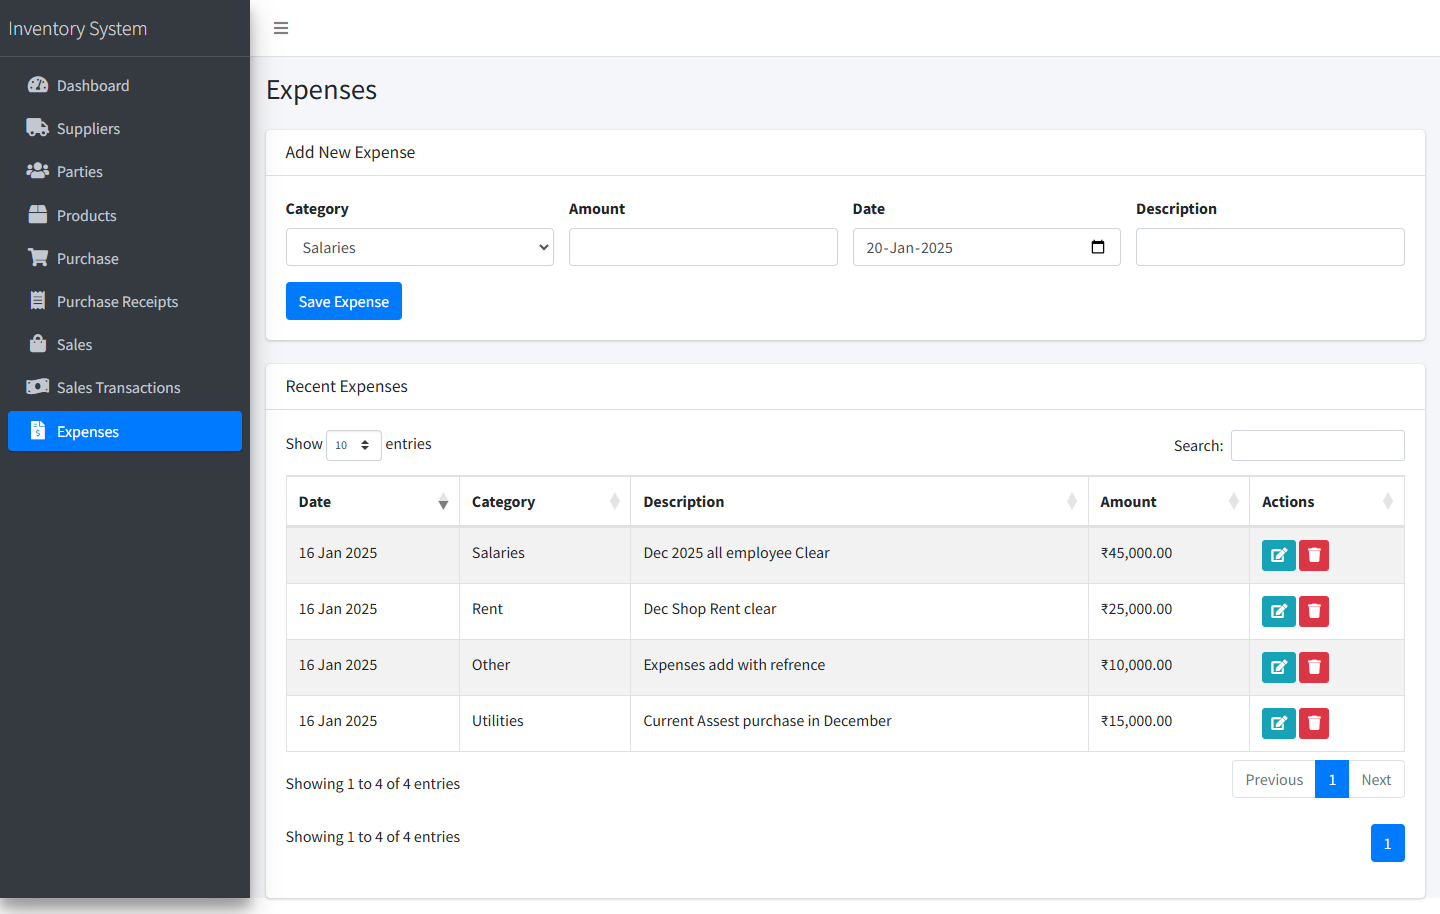 Inventory System
Dashboard
Suppliers
Parties
Products
Purchase
Purchase Receipts
Sales
Sales Transactions
Expenses
Expenses
Add New Expense
Category Amount Date Description
Salaries 20-Jan-2025
Save Expense
Recent Expenses
Show 10 entries Search:
Date Category Description Amount Actions
16 Jan 2025 Salaries Dec 2025 all employee Clear ₹45,000.00
16 Jan 2025 Rent Dec Shop Rent clear ₹25,000.00
16 Jan 2025 Other Expenses add with refrence ₹10,000.00
16 Jan 2025 Utilities Current Assest purchase in December ₹15,000.00
Showing 1 to 4 of 4 entries Previous 1 Next
Showing 1 to 4 of 4 entries 1